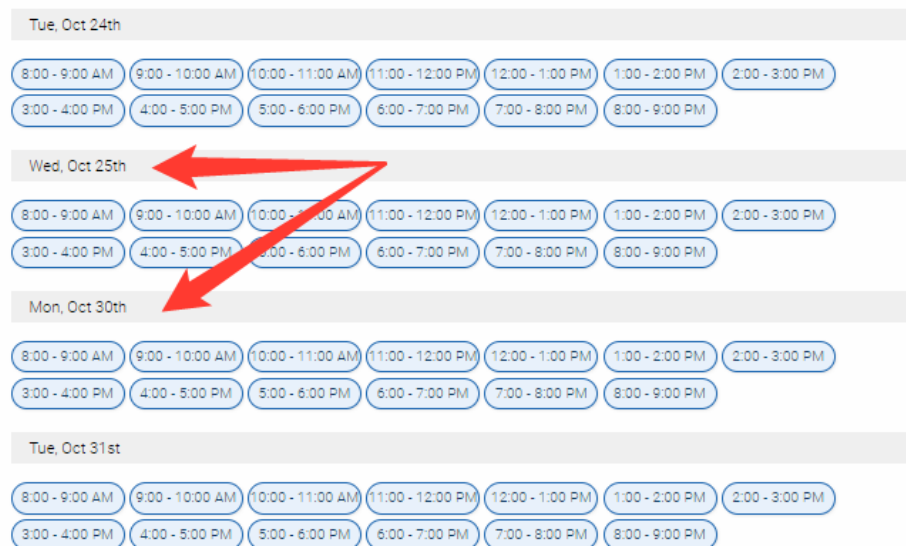 Tue, Oct 24th
8:00 - 9:00 AM 9:00 - 10:00 AM 10:00 - 11:00 AM 11:00 - 12:00 PM 12:00 - 1:00 PM 1:00 - 2:00 PM 2:00 - 3:00 PM
3:00 - 4:00 PM 4:00 - 5:00 PM 5:00 - 6:00 PM 6:00 - 7:00 PM 7:00 - 8:00 PM 8:00 - 9:00 PM
Wed, Oct 25th
8:00 - 9:00 AM 9:00 - 10:00 AM 10:00 - 11:00 AM 11:00 - 12:00 PM 12:00 - 1:00 PM 1:00 - 2:00 PM 2:00 - 3:00 PM
3:00 - 4:00 PM 4:00 - 5:00 PM 5:00 - 6:00 PM 6:00 - 7:00 PM 7:00 - 8:00 PM 8:00 - 9:00 PM
Mon, Oct 30th
8:00 - 9:00 AM 9:00 - 10:00 AM 10:00 - 11:00 AM 11:00 - 12:00 PM 12:00 - 1:00 PM 1:00 - 2:00 PM 2:00 - 3:00 PM
3:00 - 4:00 PM 4:00 - 5:00 PM 5:00 - 6:00 PM 6:00 - 7:00 PM 7:00 - 8:00 PM 8:00 - 9:00 PM
Tue, Oct 31st
8:00 - 9:00 AM 9:00 - 10:00 AM 10:00 - 11:00 AM 11:00 - 12:00 PM 12:00 - 1:00 PM 1:00 - 2:00 PM 2:00 - 3:00 PM
3:00 - 4:00 PM 4:00 - 5:00 PM 5:00 - 6:00 PM 6:00 - 7:00 PM 7:00 - 8:00 PM 8:00 - 9:00 PM